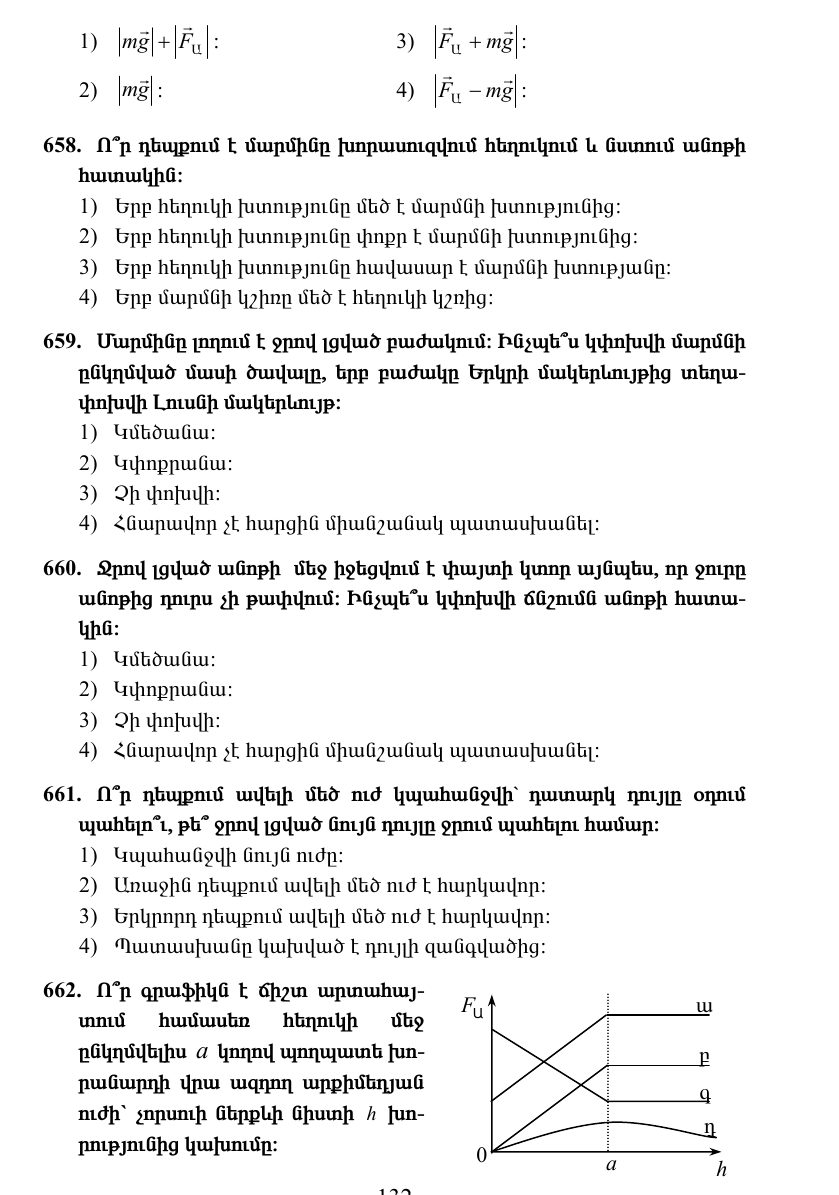 1) |mg⃗| + |F⃗Ա| : 3) |F⃗Ա + mg⃗| :
2) |mg⃗| : 4) |F⃗Ա − mg⃗| :
658. Ո՞ր դեպքում է մարմինը խորասուզվում հեղուկում և նստում անոթի
հատակին:
1) Երբ հեղուկի խտությունը մեծ է մարմնի խտությունից:
2) Երբ հեղուկի խտությունը փոքր է մարմնի խտությունից:
3) Երբ հեղուկի խտությունը հավասար է մարմնի խտությանը:
4) Երբ մարմնի կշիռը մեծ է հեղուկի կշռից:
659. Մարմինը լողում է ջրով լցված բաժակում: Ինչպե՞ս կփոխվի մարմնի
ընկղմված մասի ծավալը, երբ բաժակը Երկրի մակերևույթից տեղա-
փոխվի Լուսնի մակերևույթ:
1) Կմեծանա:
2) Կփոքրանա:
3) Չի փոխվի:
4) Հնարավոր չէ հարցին միանշանակ պատասխանել:
660. Ջրով լցված անոթի մեջ իջեցվում է փայտի կտոր այնպես, որ ջուրը
անոթից դուրս չի թափվում: Ինչպե՞ս կփոխվի ճնշումն անոթի հատա-
կին:
1) Կմեծանա:
2) Կփոքրանա:
3) Չի փոխվի:
4) Հնարավոր չէ հարցին միանշանակ պատասխանել:
661. Ո՞ր դեպքում ավելի մեծ ուժ կպահանջվի՝ դատարկ դույլը օդում
պահելո՞ւ, թե՞ ջրով լցված նույն դույլը ջրում պահելու համար:
1) Կպահանջվի նույն ուժը:
2) Առաջին դեպքում ավելի մեծ ուժ է հարկավոր:
3) Երկրորդ դեպքում ավելի մեծ ուժ է հարկավոր:
4) Պատասխանը կախված է դույլի զանգվածից:
662. Ո՞ր գրաֆիկն է ճիշտ արտահայ-
տում համասեռ հեղուկի մեջ
ընկղմվելիս a կողով պողպատե խո-
րանարդի վրա ազդող արքիմեդյան
ուժի՝ չորսուի ներքևի նիստի h խո-
րությունից կախումը:
FԱ
ա
բ
գ
դ
0
a
h
132